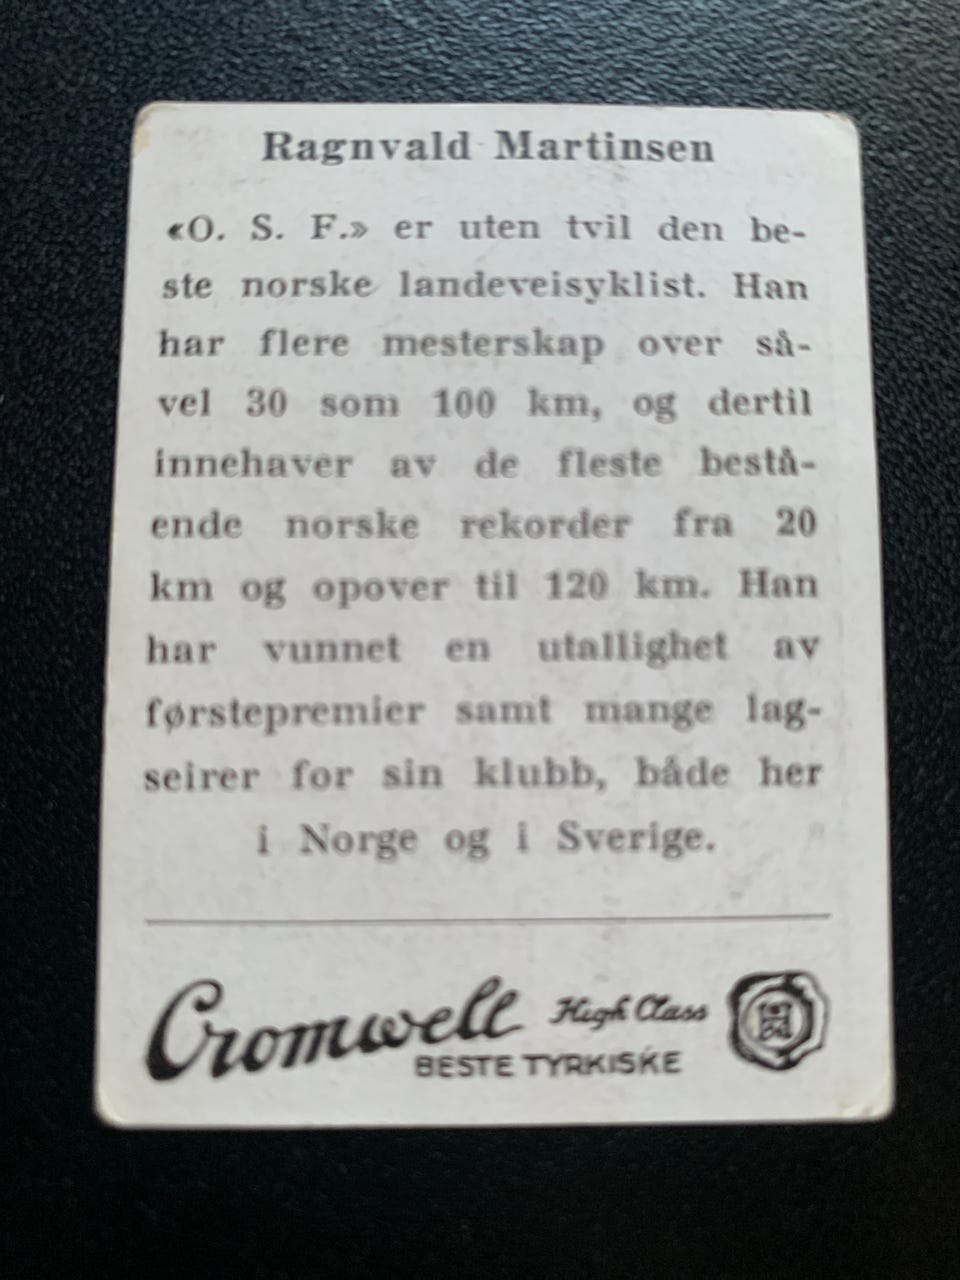 Ragnvald Martinsen
«O. S. F.» er uten tvil den be-
ste norske landeveisyklist. Han
har flere mesterskap over så-
vel 30 som 100 km, og dertil
innehaver av de fleste bestå-
ende norske rekorder fra 20
km og opover til 120 km. Han
har vunnet en utallighet av
førstepremier samt mange lag-
seirer for sin klubb, både her
i Norge og i Sverige.
Cromwell High Class
BESTE TYRKISKE